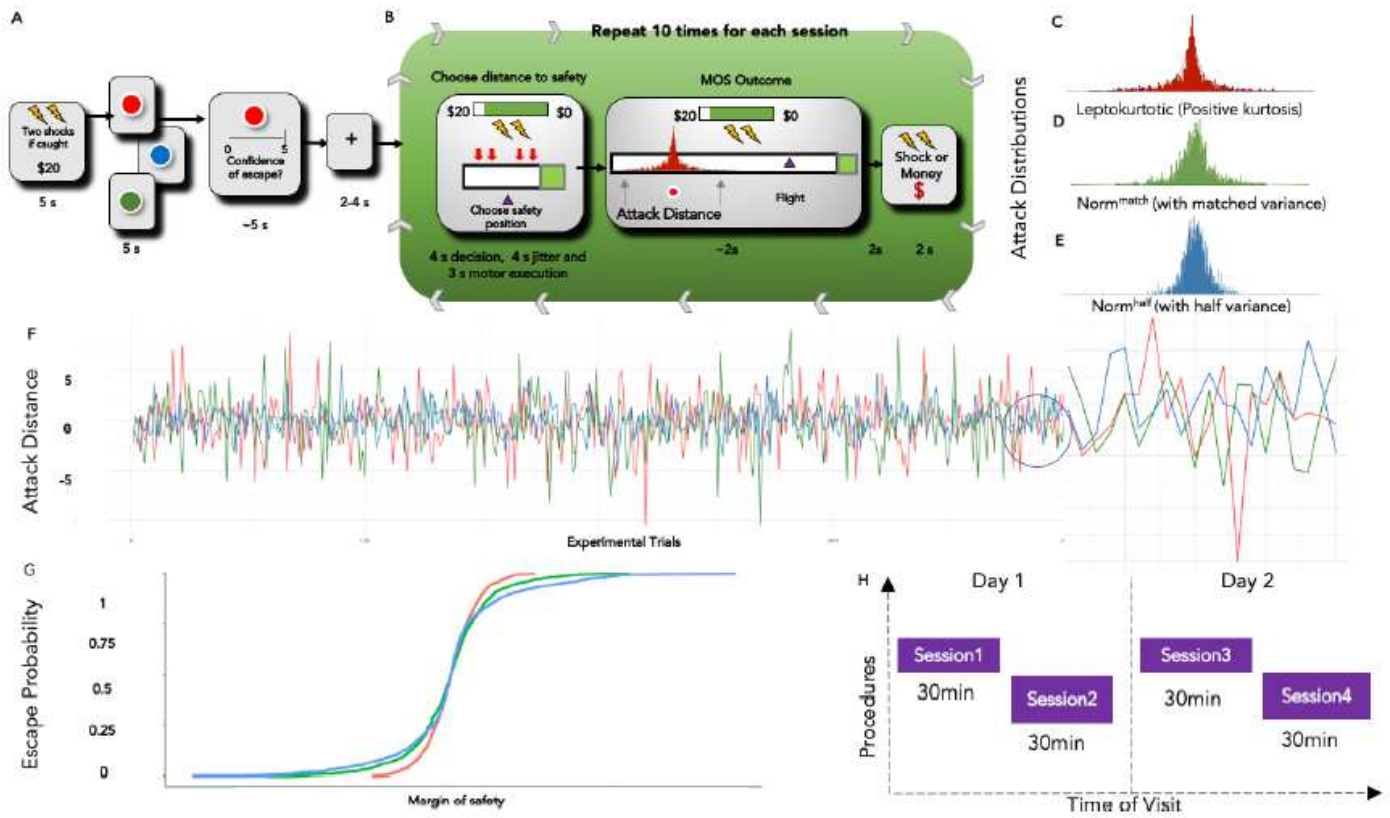 A
Two shocks
if caught
$20
5 s
5 s
0 5
Confidence
of escape?
~5 s
+
2-4 s
B
Repeat 10 times for each session
Choose distance to safety
$20 $0
Choose safety
position
4 s decision, 4 s jitter and
3 s motor execution
MOS Outcome
$20 $0
Attack Distance
Flight
~2s
2s
Shock or
Money
$
2 s
Attack Distributions
C
Leptokurtotic (Positive kurtosis)
D
Norm^match (with matched variance)
E
Norm^half (with half variance)
F
Attack Distance
5
0
-5
Experimental Trials
G
Escape Probability
1
0.75
0.5
0.25
0
Margin of safety
H
Day 1
Day 2
Procedures
Session1
30min
Session2
30min
Session3
30min
Session4
30min
Time of Visit